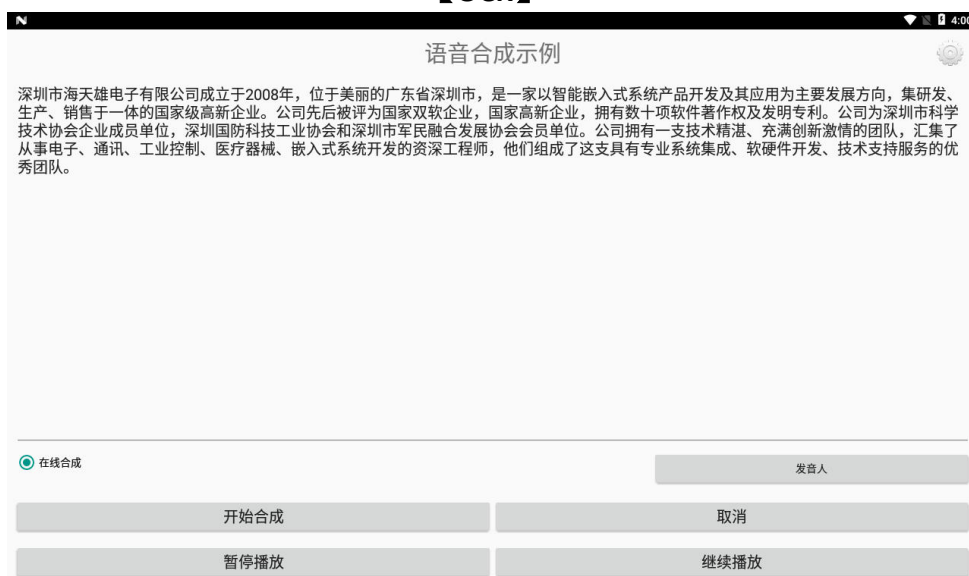 4:00
语音合成示例
深圳市海天雄电子有限公司成立于2008年，位于美丽的广东省深圳市，是一家以智能嵌入式系统产品开发及其应用为主要发展方向，集研发、
生产、销售于一体的国家级高新企业。公司先后被评为国家双软企业，国家高新企业，拥有数十项软件著作权及发明专利。公司为深圳市科学
技术协会企业成员单位，深圳国防科技工业协会和深圳市军民融合发展协会会员单位。公司拥有一支技术精湛、充满创新激情的团队，汇集了
从事电子、通讯、工业控制、医疗器械、嵌入式系统开发的资深工程师，他们组成了这支具有专业系统集成、软硬件开发、技术支持服务的优
秀团队。
在线合成
发音人
开始合成
取消
暂停播放
继续播放